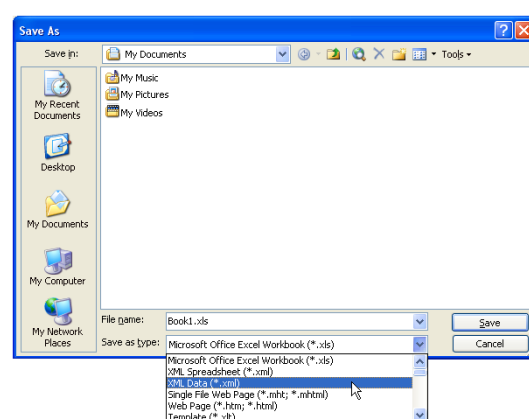 Save As
Save in:
My Documents
Tools
My Music
My Pictures
My Videos
My Recent
Documents
Desktop
My Documents
My Computer
My Network
Places
File name:
Book1.xls
Save
Save as type:
Microsoft Office Excel Workbook (*.xls)
Cancel
Microsoft Office Excel Workbook (*.xls)
XML Spreadsheet (*.xml)
XML Data (*.xml)
Single File Web Page (*.mht; *.mhtml)
Web Page (*.htm; *.html)
Template (*.xlt)